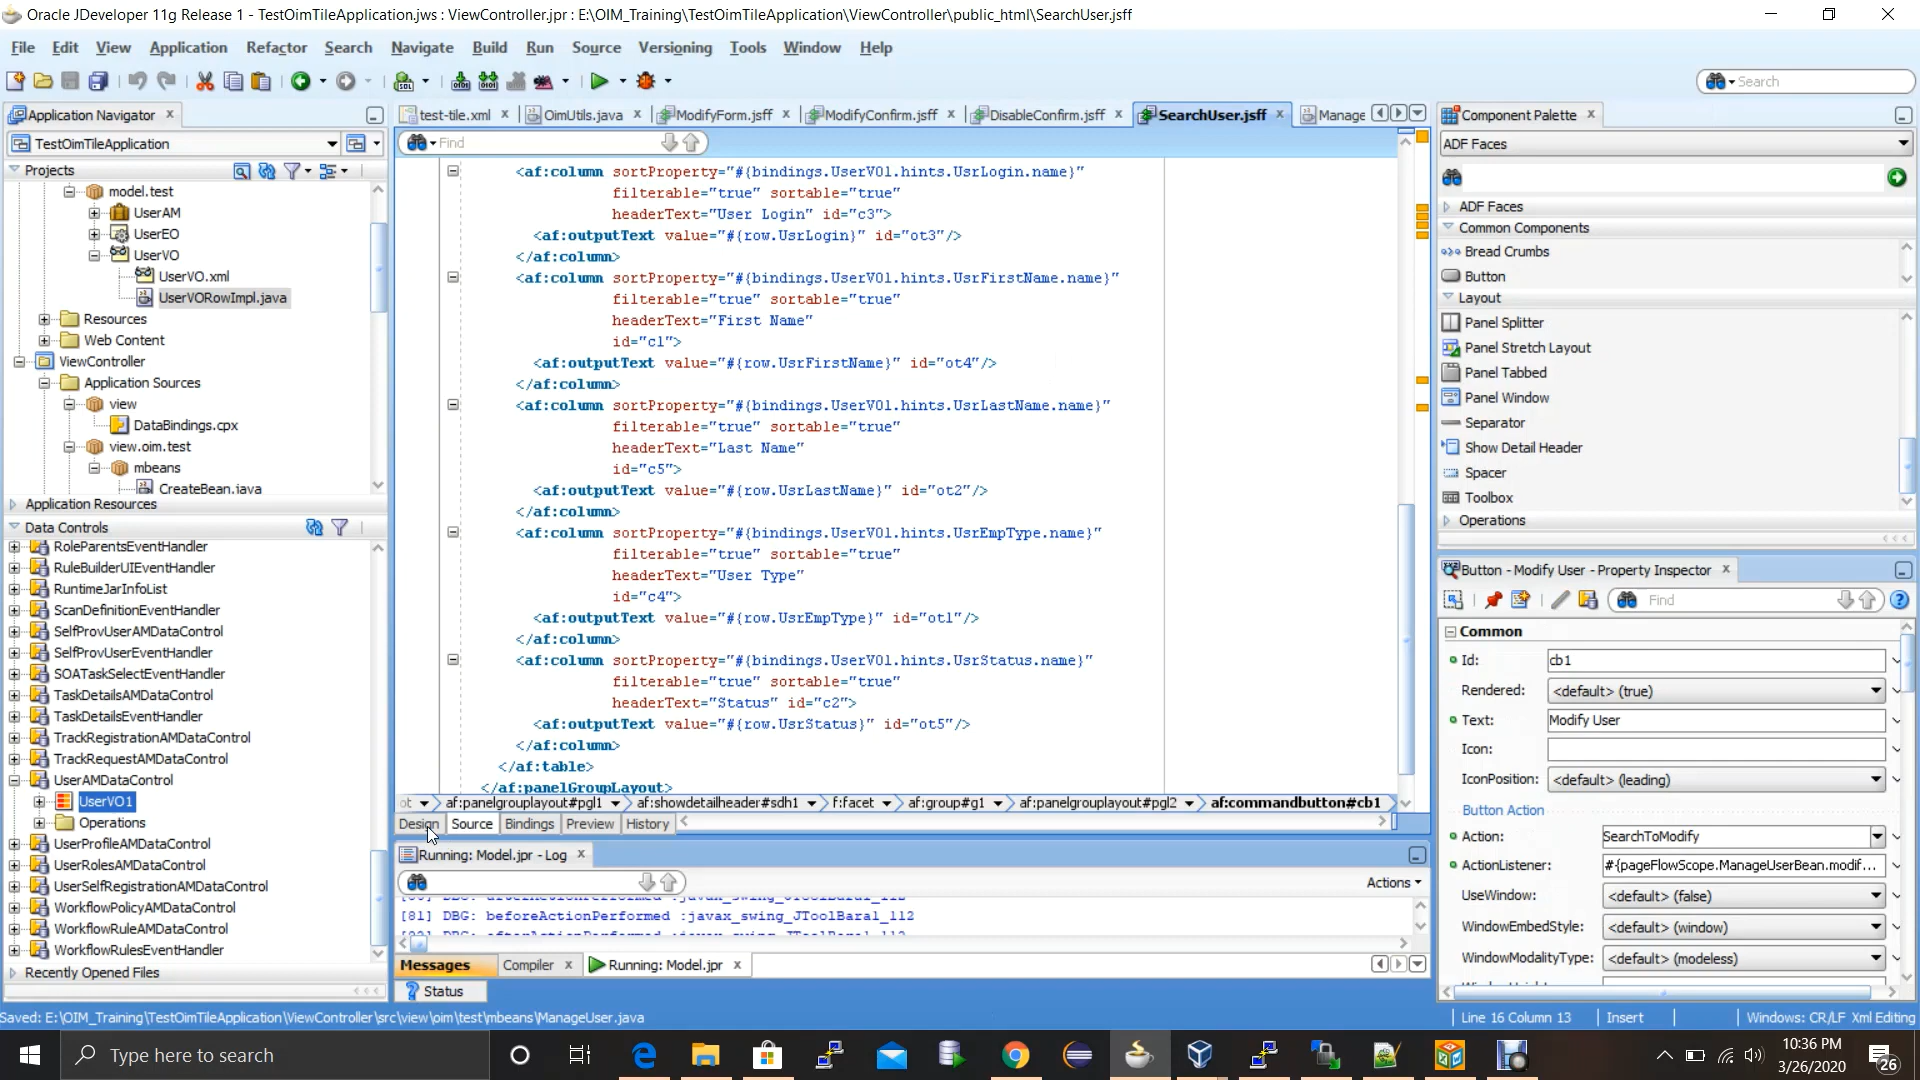 Oracle JDeveloper 11g Release 1 - TestOimTileApplication.jws : ViewController.jpr : E:\OIM_Training\TestOimTileApplication\ViewController\public_html\SearchUser.jsff
File Edit View Application Refactor Search Navigate Build Run Source Versioning Tools Window Help
Search
Application Navigator
TestOimTileApplication
Projects
model.test
UserAM
UserEO
UserVO
UserVO.xml
UserVORowImpl.java
Resources
Web Content
ViewController
Application Sources
view
DataBindings.cpx
view.oim.test
mbeans
CreateBean.java
Application Resources
Data Controls
RoleParentsEventHandler
RuleBuilderUIEventHandler
RuntimeJarInfoList
ScanDefinitionEventHandler
SelfProvUserAMDataControl
SelfProvUserEventHandler
SOATaskSelectEventHandler
TaskDetailsAMDataControl
TaskDetailsEventHandler
TrackRegistrationAMDataControl
TrackRequestAMDataControl
UserAMDataControl
UserVO1
Operations
UserProfileAMDataControl
UserRolesAMDataControl
UserSelfRegistrationAMDataControl
WorkflowPolicyAMDataControl
WorkflowRuleAMDataControl
WorkflowRulesEventHandler
Recently Opened Files
test-tile.xml OimUtils.java ModifyForm.jsff ModifyConfirm.jsff DisableConfirm.jsff SearchUser.jsff Manage
Find
<af:column sortProperty="#{bindings.UserVO1.hints.UsrLogin.name}"
filterable="true" sortable="true"
headerText="User Login" id="c3">
<af:outputText value="#{row.UsrLogin}" id="ot3"/>
</af:column>
<af:column sortProperty="#{bindings.UserVO1.hints.UsrFirstName.name}"
filterable="true" sortable="true"
headerText="First Name"
id="c1">
<af:outputText value="#{row.UsrFirstName}" id="ot4"/>
</af:column>
<af:column sortProperty="#{bindings.UserVO1.hints.UsrLastName.name}"
filterable="true" sortable="true"
headerText="Last Name"
id="c5">
<af:outputText value="#{row.UsrLastName}" id="ot2"/>
</af:column>
<af:column sortProperty="#{bindings.UserVO1.hints.UsrEmpType.name}"
filterable="true" sortable="true"
headerText="User Type"
id="c4">
<af:outputText value="#{row.UsrEmpType}" id="ot1"/>
</af:column>
<af:column sortProperty="#{bindings.UserVO1.hints.UsrStatus.name}"
filterable="true" sortable="true"
headerText="Status" id="c2">
<af:outputText value="#{row.UsrStatus}" id="ot5"/>
</af:column>
</af:table>
</af:panelGroupLayout>
ot af:panelgrouplayout#pgl1 af:showdetailheader#sdh1 f:facet af:group#g1 af:panelgrouplayout#pgl2 af:commandbutton#cb1
Design Source Bindings Preview History
Running: Model.jpr - Log
Actions
[81] DBG: beforeActionPerformed :javax_swing_JToolBara1_112
Messages Compiler Running: Model.jpr
Status
Component Palette
ADF Faces
ADF Faces
Common Components
Bread Crumbs
Button
Layout
Panel Splitter
Panel Stretch Layout
Panel Tabbed
Panel Window
Separator
Show Detail Header
Spacer
Toolbox
Operations
Button - Modify User - Property Inspector
Find
Common
Id: cb1
Rendered: <default> (true)
Text: Modify User
Icon:
IconPosition: <default> (leading)
Button Action
Action: SearchToModify
ActionListener: #{pageFlowScope.ManageUserBean.modif...
UseWindow: <default> (false)
WindowEmbedStyle: <default> (window)
WindowModalityType: <default> (modeless)
Saved: E:\OIM_Training\TestOimTileApplication\ViewController\src\view\oim\test\mbeans\ManageUser.java
Line 16 Column 13 Insert Windows: CR/LF Xml Editing
Type here to search
10:36 PM
3/26/2020
26